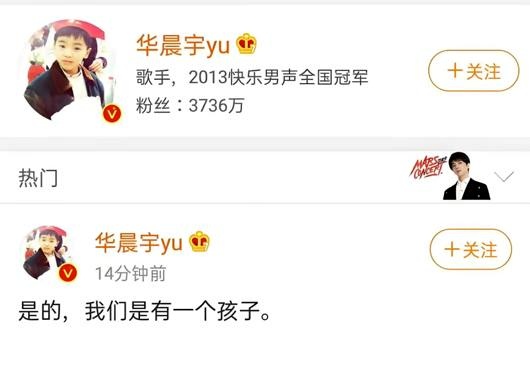 华晨宇yu
歌手，2013快乐男声全国冠军
粉丝：3736万
＋关注
热门
MARS
CONCERT
华晨宇yu
14分钟前
＋关注
是的，我们是有一个孩子。